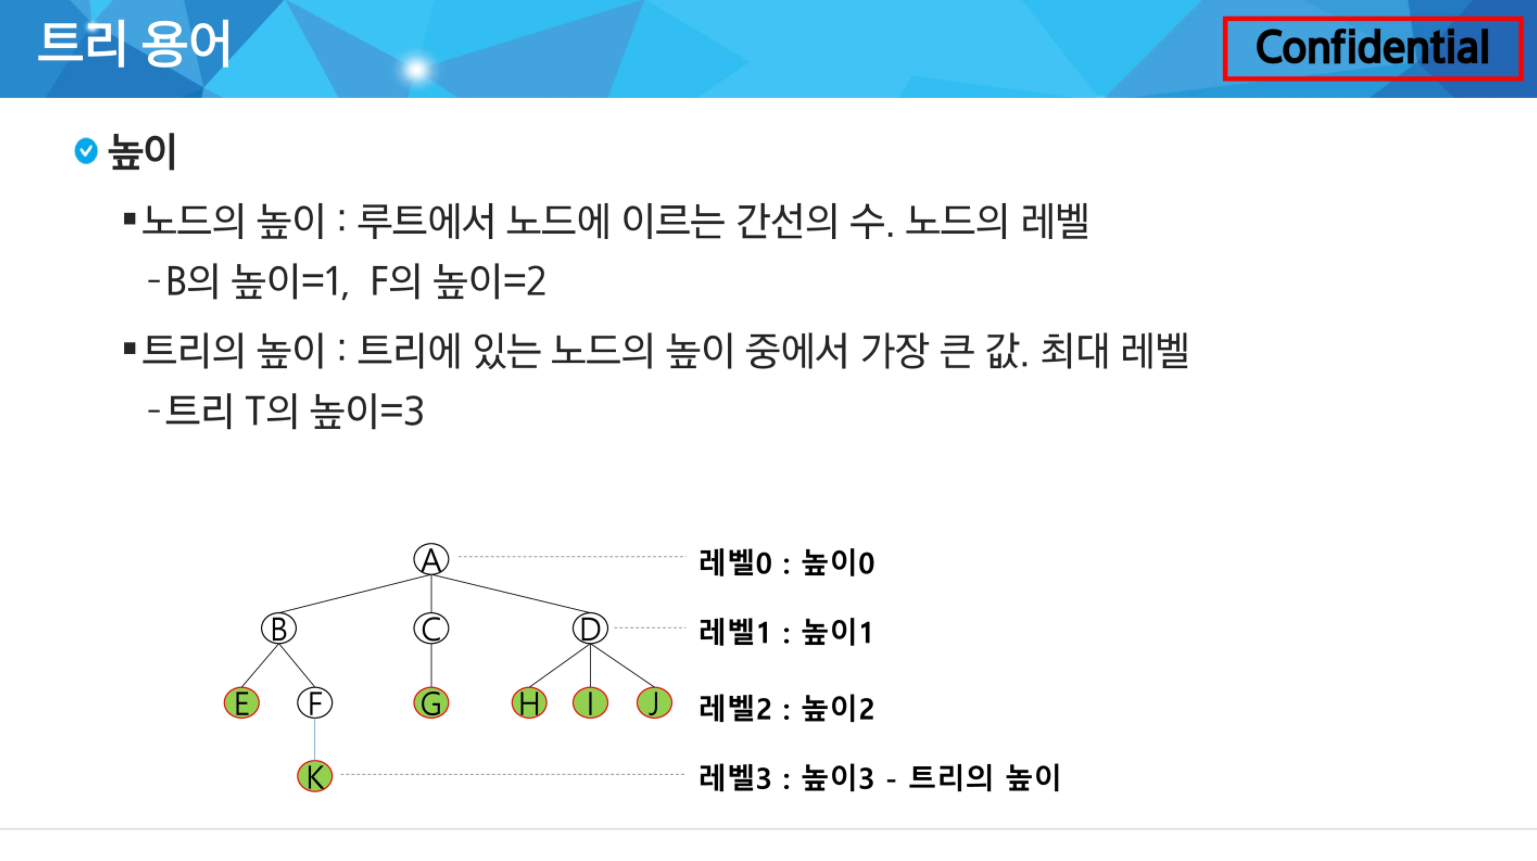 트리 용어
Confidential
높이
▪노드의 높이 : 루트에서 노드에 이르는 간선의 수. 노드의 레벨
-B의 높이=1, F의 높이=2
▪트리의 높이 : 트리에 있는 노드의 높이 중에서 가장 큰 값. 최대 레벨
-트리 T의 높이=3
A 레벨0 : 높이0
B C D 레벨1 : 높이1
E F G H I J 레벨2 : 높이2
K 레벨3 : 높이3 - 트리의 높이